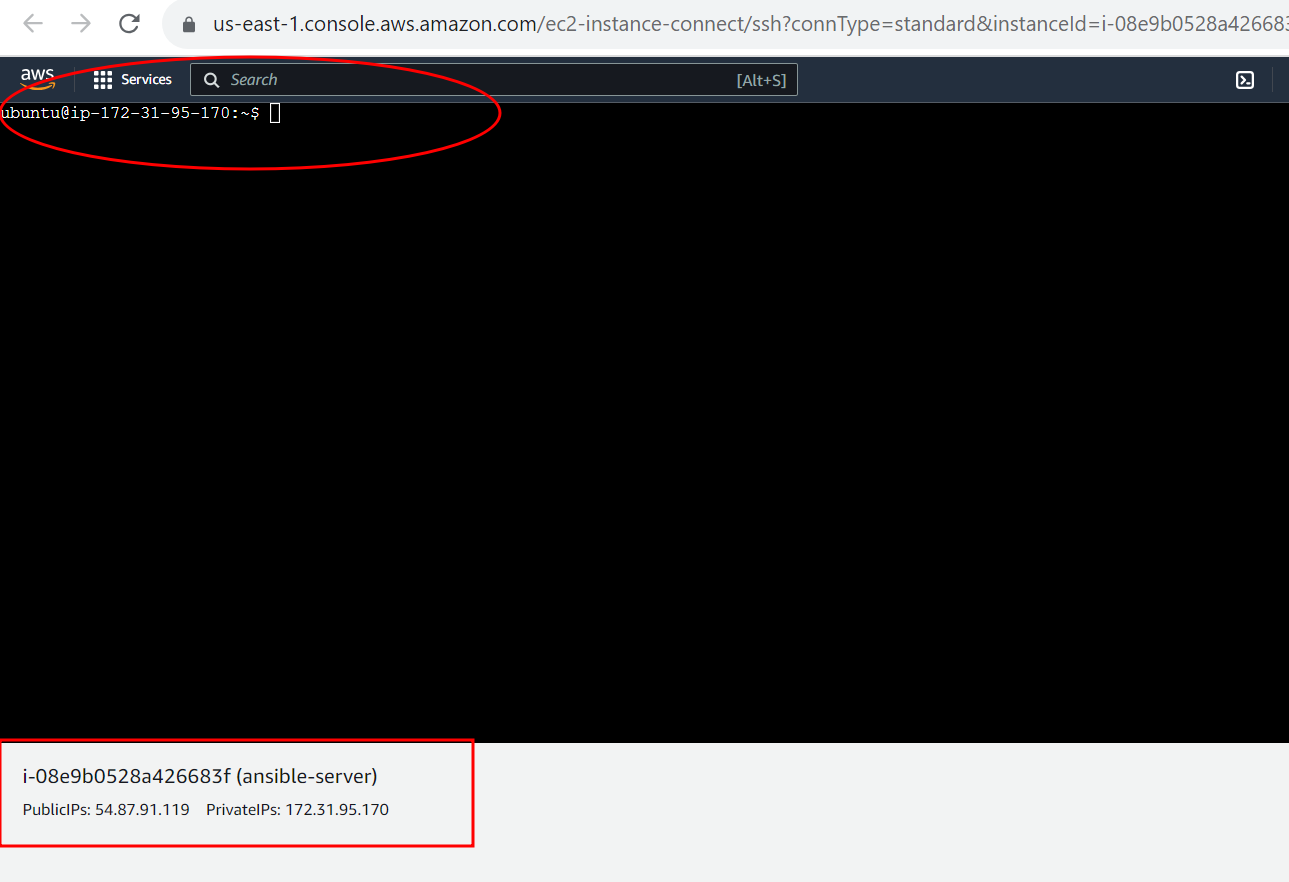 us-east-1.console.aws.amazon.com/ec2-instance-connect/ssh?connType=standard&instanceId=i-08e9b0528a426683
aws Services Search [Alt+S]
ubuntu@ip-172-31-95-170:~$
i-08e9b0528a426683f (ansible-server)
PublicIPs: 54.87.91.119 PrivateIPs: 172.31.95.170